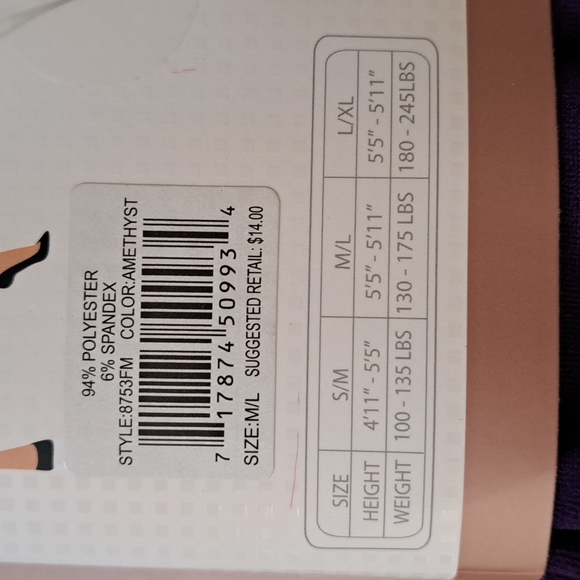 94% POLYESTER
6% SPANDEX
STYLE:8753FM COLOR:AMETHYST
7 17874 50993 4
SIZE:M/L SUGGESTED RETAIL: $14.00
SIZE S/M M/L L/XL
HEIGHT 4'11" - 5'5" 5'5" - 5'11" 5'5" - 5'11"
WEIGHT 100 - 135 LBS 130 - 175 LBS 180 - 245LBS